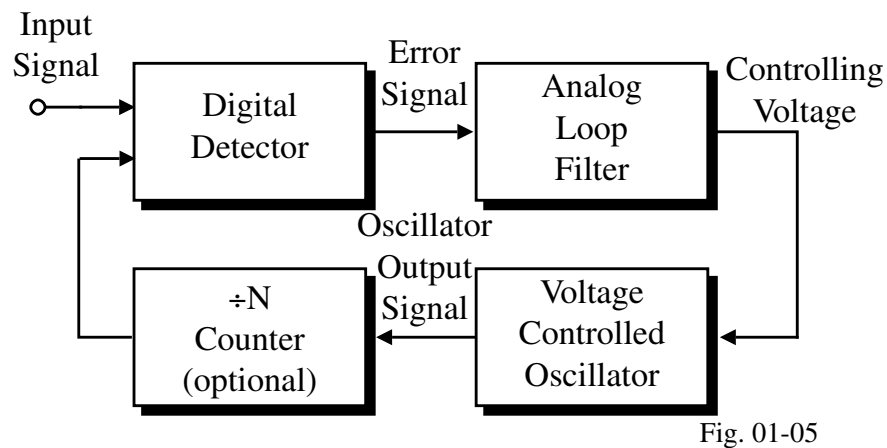 Input
Signal
Digital
Detector
Error
Signal
Analog
Loop
Filter
Controlling
Voltage
Oscillator
Output
Signal
÷N
Counter
(optional)
Voltage
Controlled
Oscillator
Fig. 01-05